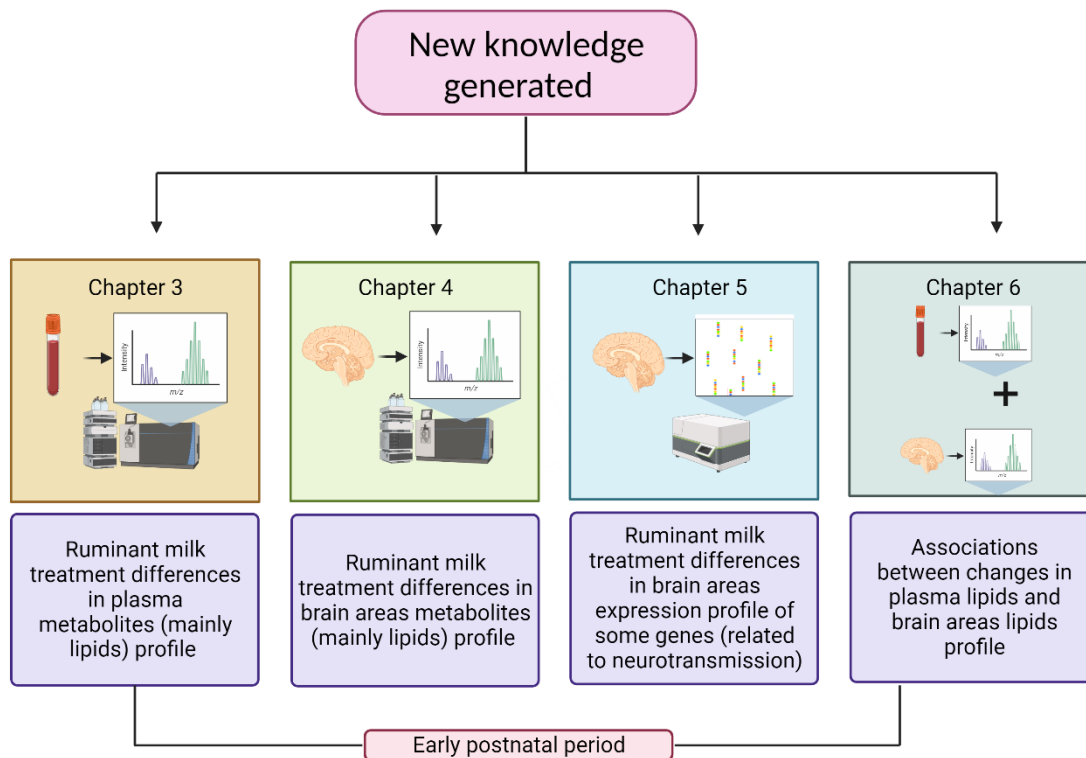 New knowledge
generated
Chapter 3
Intensity
m/z
Chapter 4
Intensity
m/z
Chapter 5
Chapter 6
Intensity
m/z
Intensity
m/z
Ruminant milk
treatment differences
in plasma
metabolites (mainly
lipids) profile
Ruminant milk
treatment differences in
brain areas metabolites
(mainly lipids) profile
Ruminant milk
treatment differences
in brain areas
expression profile of
some genes (related
to neurotransmission)
Associations
between changes in
plasma lipids and
brain areas lipids
profile
Early postnatal period